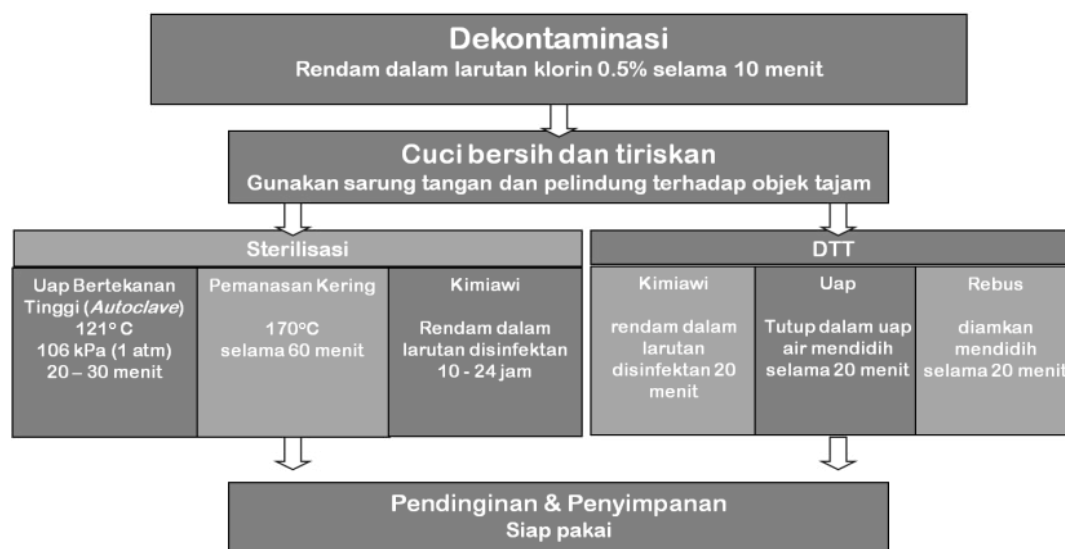 Dekontaminasi
Rendam dalam larutan klorin 0.5% selama 10 menit
Cuci bersih dan tiriskan
Gunakan sarung tangan dan pelindung terhadap objek tajam
Sterilisasi
Uap Bertekanan
Tinggi (Autoclave)
121° C
106 kPa (1 atm)
20 – 30 menit
Pemanasan Kering
170°C
selama 60 menit
Kimiawi
Rendam dalam
larutan disinfektan
10 - 24 jam
DTT
Kimiawi
rendam dalam
larutan
disinfektan 20
menit
Uap
Tutup dalam uap
air mendidih
selama 20 menit
Rebus
diamkan
mendidih
selama 20 menit
Pendinginan & Penyimpanan
Siap pakai